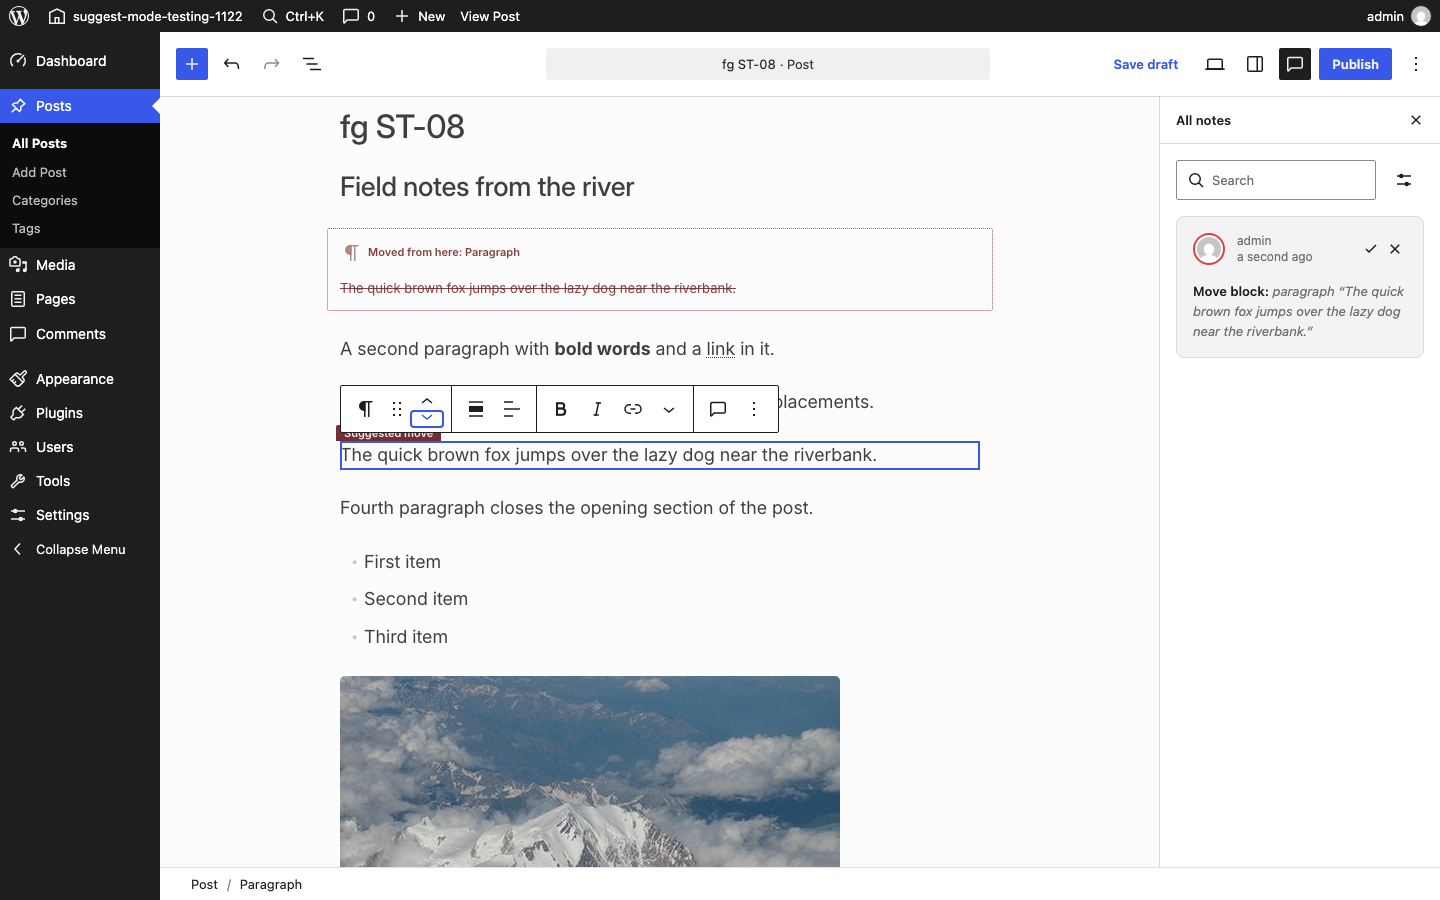 suggest-mode-testing-1122
Ctrl+K
0
New
View Post
admin
Dashboard
Posts
All Posts
Add Post
Categories
Tags
Media
Pages
Comments
Appearance
Plugins
Users
Tools
Settings
Collapse Menu
fg ST-08 · Post
Save draft
Publish
fg ST-08
Field notes from the river
Moved from here: Paragraph
The quick brown fox jumps over the lazy dog near the riverbank.
A second paragraph with bold words and a link in it.
placements.
B I
Suggested move
The quick brown fox jumps over the lazy dog near the riverbank.
Fourth paragraph closes the opening section of the post.
• First item
• Second item
• Third item
Post / Paragraph
All notes
Search
admin
a second ago
Move block: paragraph “The quick
brown fox jumps over the lazy dog
near the riverbank.”